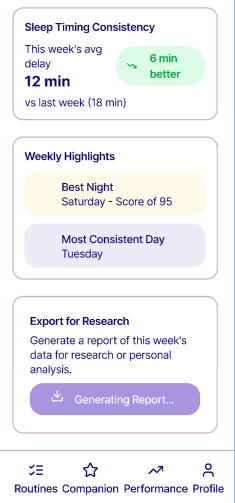 Sleep Timing Consistency
This week's avg
delay
12 min
6 min
better
vs last week (18 min)
Weekly Highlights
Best Night
Saturday - Score of 95
Most Consistent Day
Tuesday
Export for Research
Generate a report of this week's
data for research or personal
analysis.
Generating Report...
Routines Companion Performance Profile